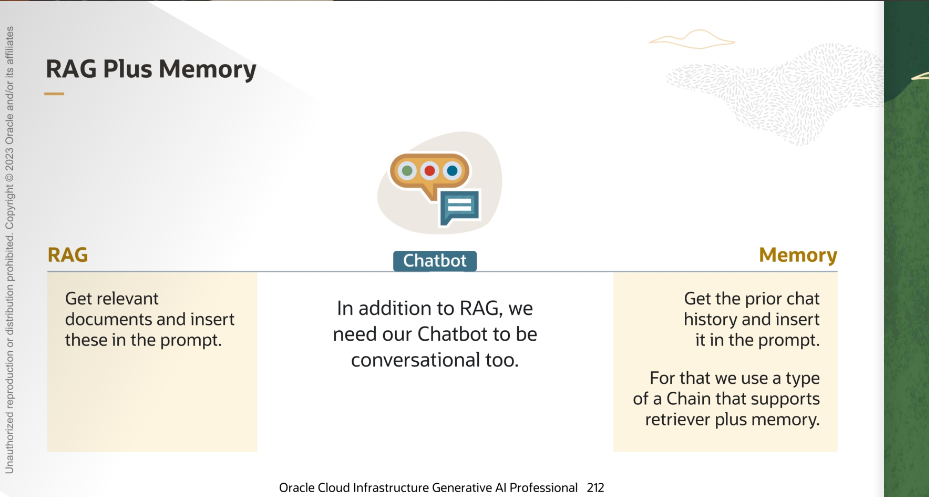 Unauthorized reproduction or distribution prohibited. Copyright © 2023 Oracle and/or its affiliates
RAG Plus Memory
RAG
Get relevant
documents and insert
these in the prompt.
Chatbot
In addition to RAG, we
need our Chatbot to be
conversational too.
Memory
Get the prior chat
history and insert
it in the prompt.
For that we use a type
of a Chain that supports
retriever plus memory.
Oracle Cloud Infrastructure Generative AI Professional 212